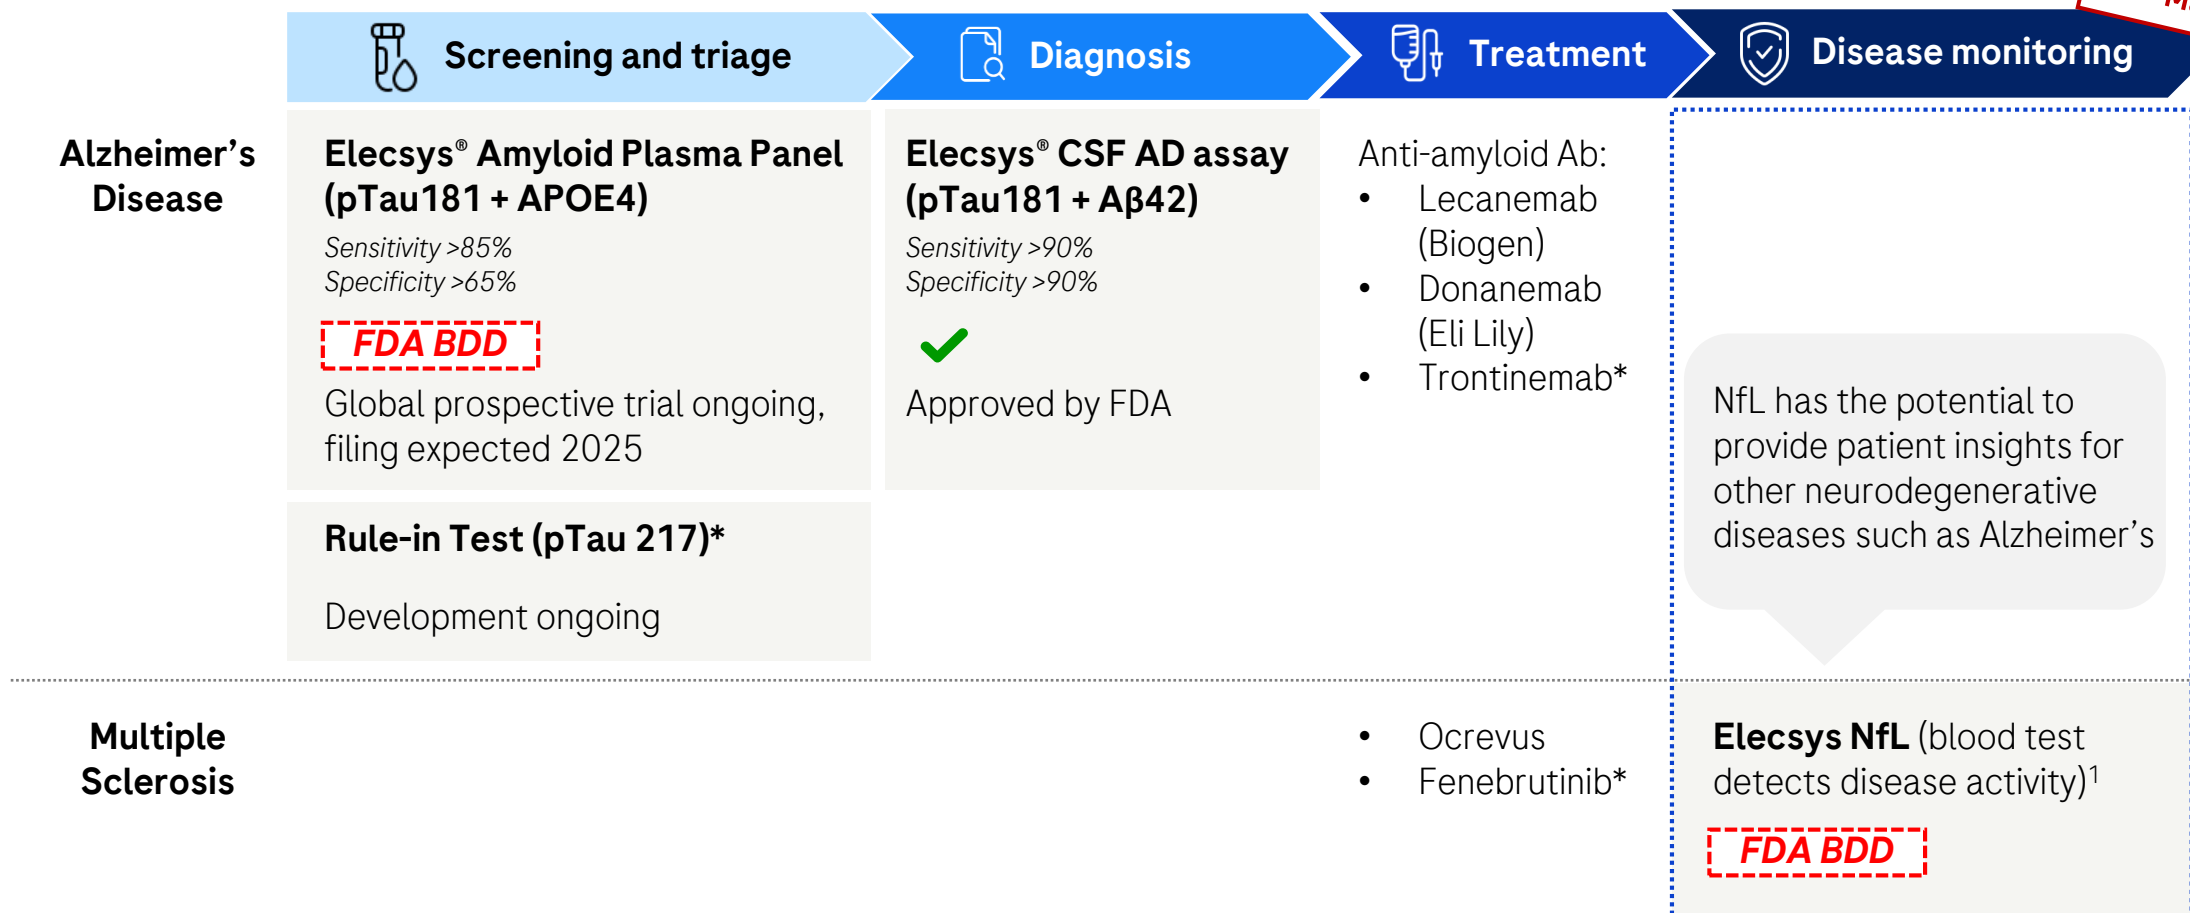 Screening and triage
Diagnosis
Treatment
Disease monitoring
Alzheimer's
Disease
Elecsys® Amyloid Plasma Panel
(pTau181 + APOE4)
Sensitivity >85%
Specificity >65%
FDA BDD
Global prospective trial ongoing,
filing expected 2025
Rule-in Test (pTau 217)*
Development ongoing
Elecsys® CSF AD assay
(pTau181 + Aβ42)
Sensitivity >90%
Specificity >90%
Approved by FDA
Anti-amyloid Ab:
• Lecanemab
(Biogen)
• Donanemab
(Eli Lily)
• Trontinemab*
NfL has the potential to
provide patient insights for
other neurodegenerative
diseases such as Alzheimer's
Multiple
Sclerosis
• Ocrevus
• Fenebrutinib*
Elecsys NfL (blood test
detects disease activity)¹
FDA BDD